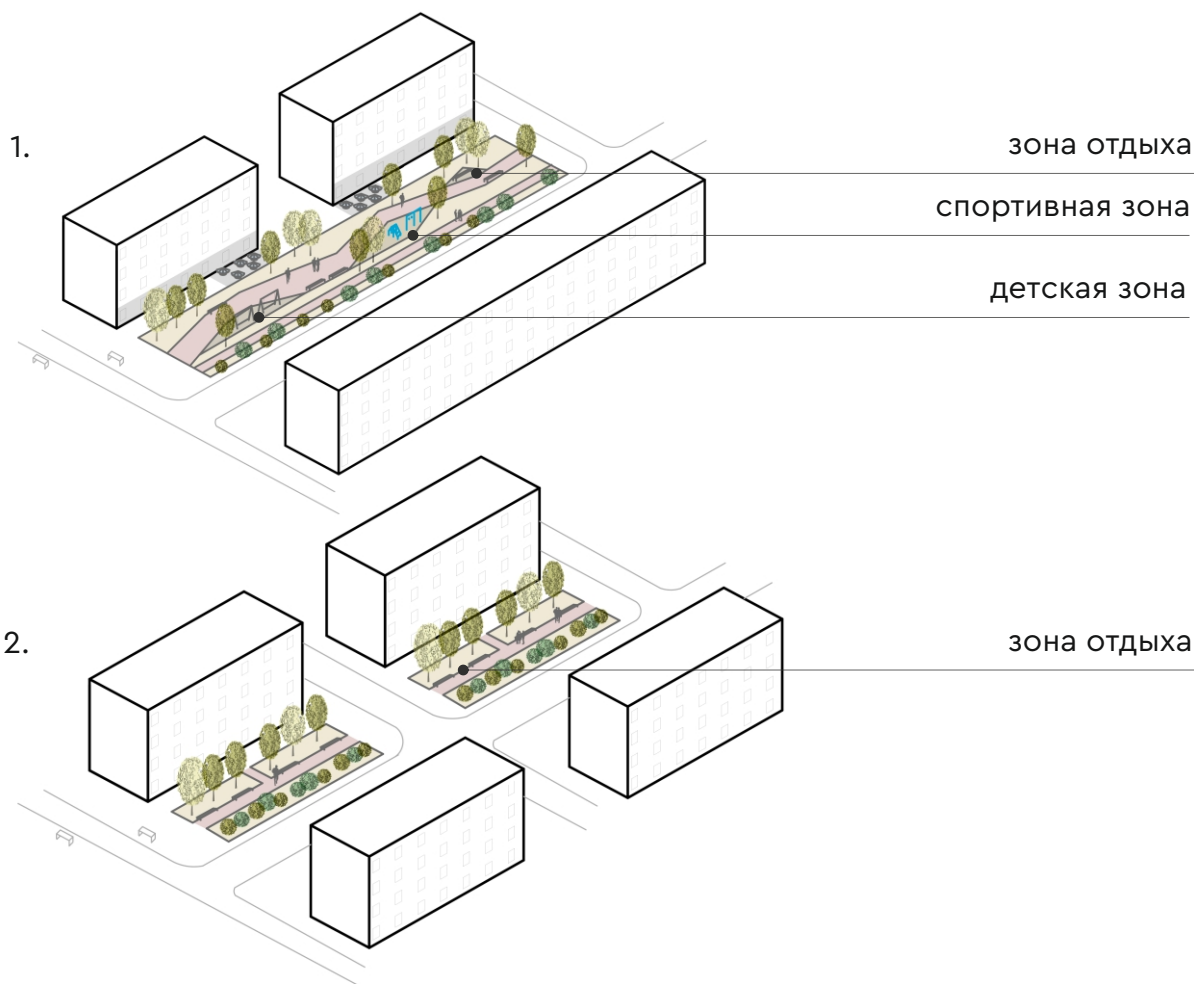 1.
зона отдыха
спортивная зона
детская зона
2.
зона отдыха